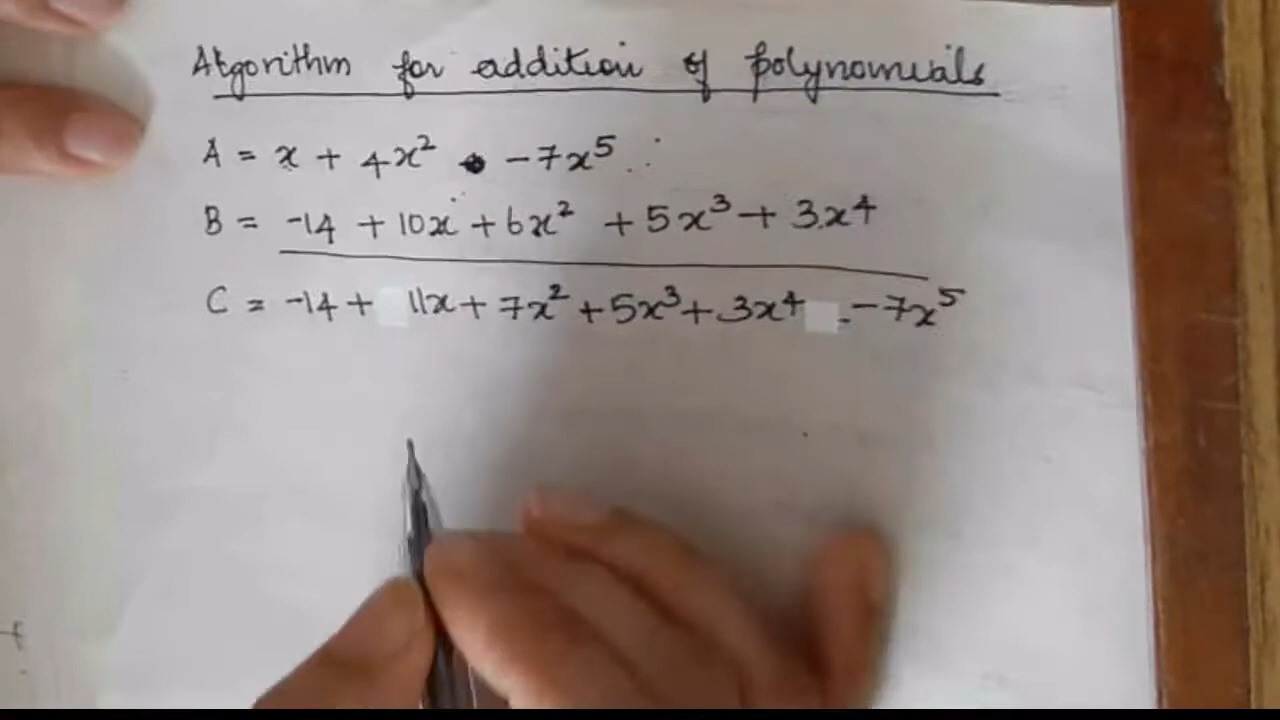 Algorithm for addition of polynomials
A = x + 4x² - 7x⁵
B = -14 + 10x + 6x² + 5x³ + 3x⁴
C = -14 + 11x + 7x² + 5x³ + 3x⁴ - 7x⁵